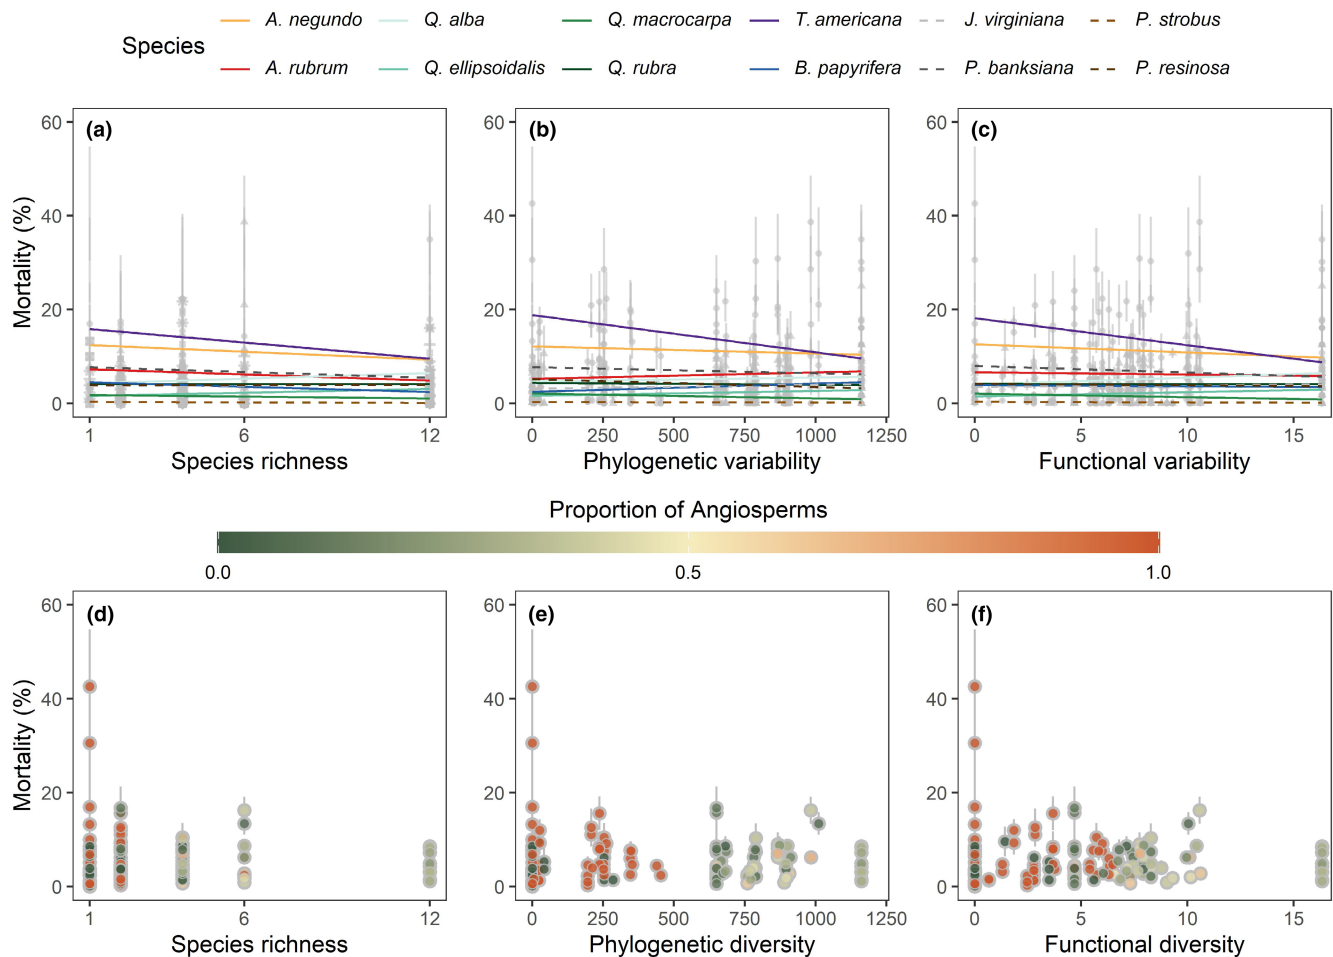 A. negundo Q. alba Q. macrocarpa T. americana J. virginiana P. strobus
Species
A. rubrum Q. ellipsoidalis Q. rubra B. papyrifera P. banksiana P. resinosa
(a) (b) (c)
60 60 60
40 40 40
20 20 20
0 0 0
Mortality (%)
1 6 12 0 250 500 750 1000 1250 0 5 10 15
Species richness Phylogenetic variability Functional variability
Proportion of Angiosperms
0.0 0.5 1.0
(d) (e) (f)
60 60 60
40 40 40
20 20 20
0 0 0
Mortality (%)
1 6 12 0 250 500 750 1000 1250 0 5 10 15
Species richness Phylogenetic diversity Functional diversity